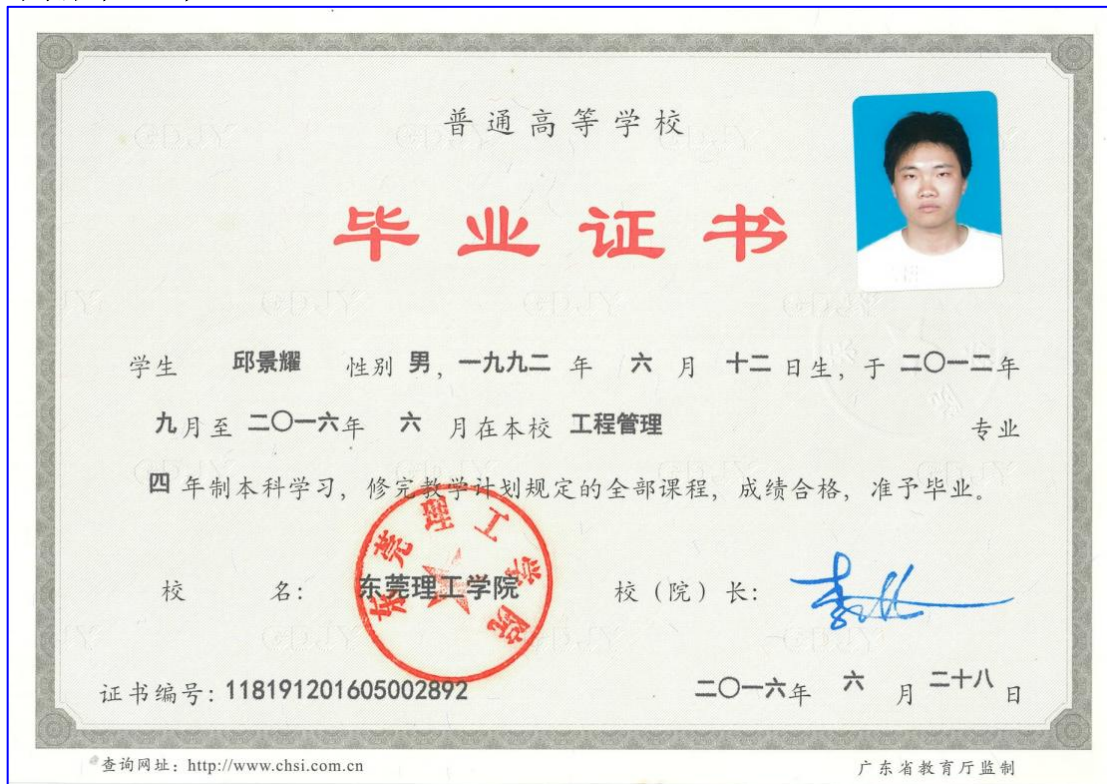 普通高等学校
毕业证书
学生 邱景耀 性别 男，一九九二 年 六 月 十二 日生，于 二〇一二年
九月至 二〇一六年 六 月在本校 工程管理 专业
四 年制本科学习，修完教学计划规定的全部课程，成绩合格，准予毕业。
校 名：东莞理工学院 校（院）长：
东莞理工学院
证书编号：118191201605002892 二〇一六年 六 月 二十八 日
查询网址：http://www.chsi.com.cn 广东省教育厅监制